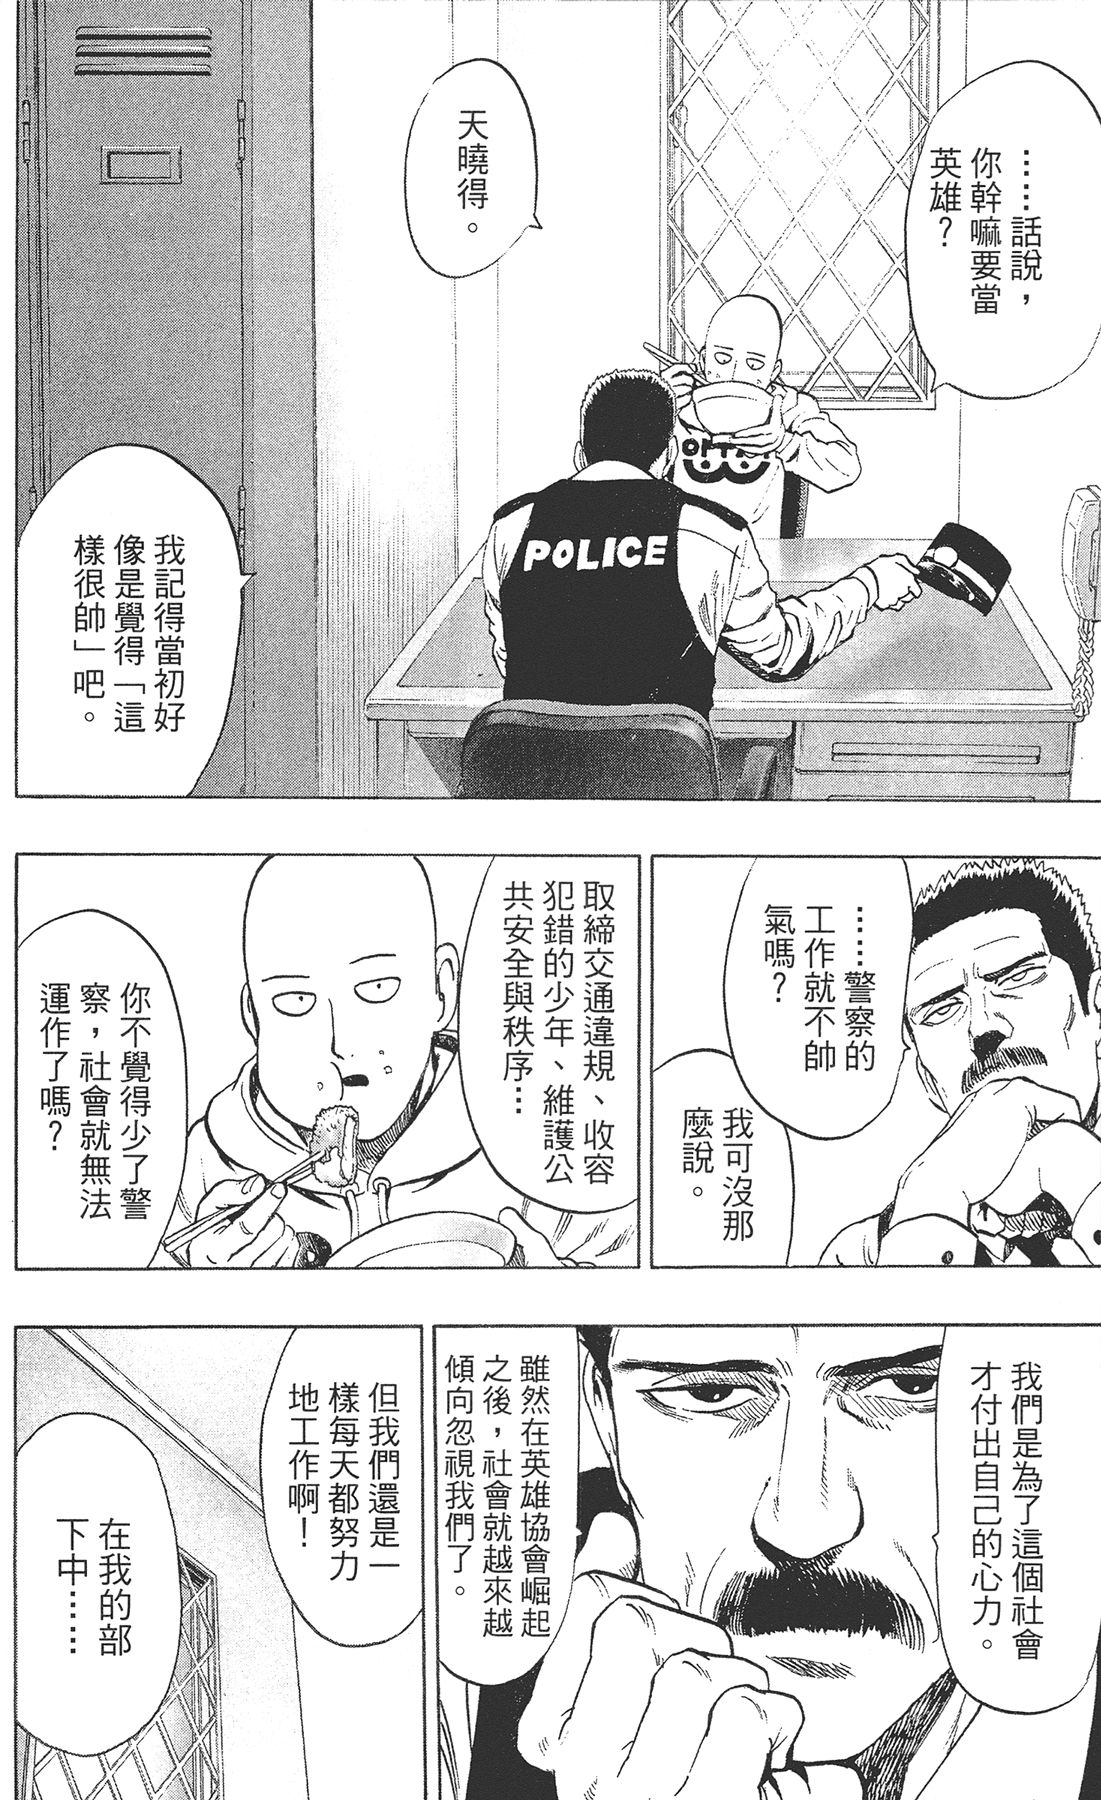 ……話說，
你幹嘛要當
英雄？
天曉得。
POLICE
我記得當初好
像是覺得「這
樣很帥」吧。
……警察的
工作就不帥
氣嗎？
我可沒那
麼說。
取締交通違規、收容
犯錯的少年、維護公
共安全與秩序…
你不覺得少了警
察，社會就無法
運作了嗎？
我們是為了這個社會
才付出自己的心力。
雖然在英雄協會崛起
之後，社會就越來越
傾向忽視我們了。
但我們還是一
樣每天都努力
地工作啊！
在我的部
下中……